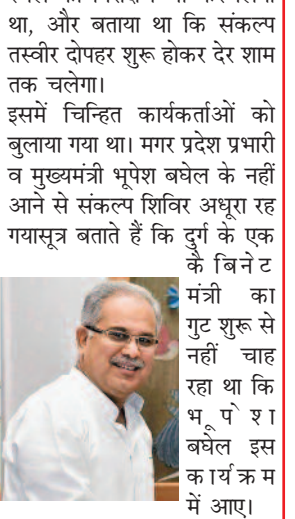 था, और बताया था कि संकल्प
तस्वीर दोपहर शुरू होकर देर शाम
तक चलेगा।
इसमें चिन्हित कार्यकर्ताओं को
बुलाया गया था। मगर प्रदेश प्रभारी
व मुख्यमंत्री भूपेश बघेल के नहीं
आने से संकल्प शिविर अधूरा रह
गयासूत्र बताते हैं कि दुर्ग के एक
कै बिनेट
मंत्री का
गुट शुरू से
नहीं चाह
रहा था कि
भूपेश ा
बघेल इस
कार्यक्रम
में आए।